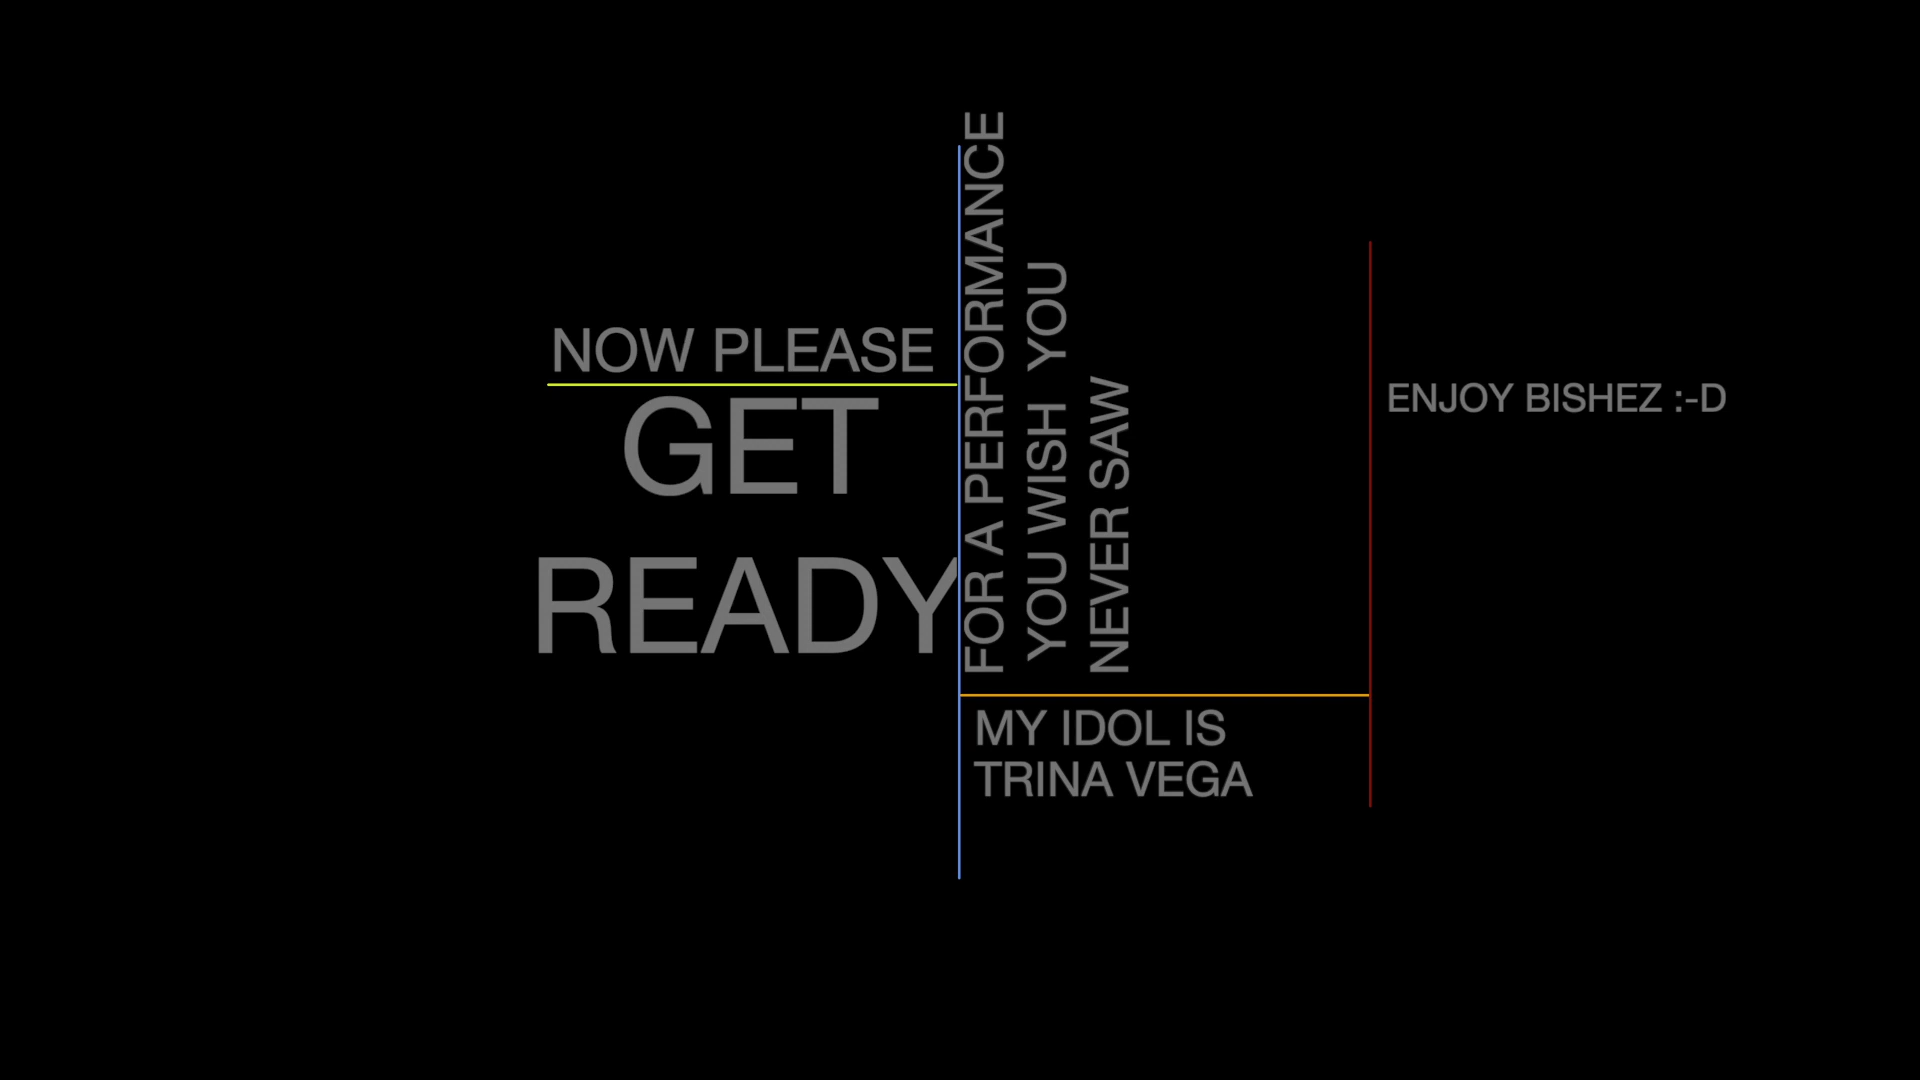 NOW PLEASE
GET
READY
FOR A PERFORMANCE
YOU WISH YOU
NEVER SAW
MY IDOL IS
TRINA VEGA
ENJOY BISHEZ :-D